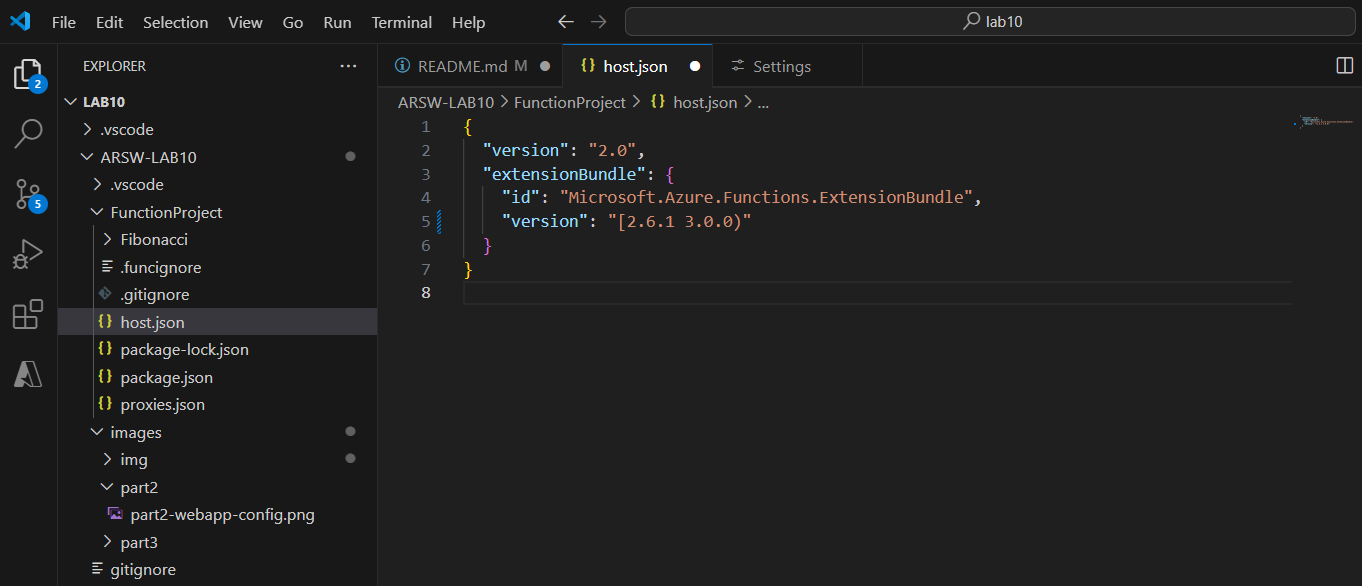 File Edit Selection View Go Run Terminal Help lab10
EXPLORER
2
5
LAB10
.vscode
ARSW-LAB10
.vscode
FunctionProject
Fibonacci
.funcignore
.gitignore
host.json
package-lock.json
package.json
proxies.json
images
img
part2
part2-webapp-config.png
part3
gitignore
README.md M
host.json
Settings
ARSW-LAB10 > FunctionProject > {} host.json > ...
1 {
2 "version": "2.0",
3 "extensionBundle": {
4 "id": "Microsoft.Azure.Functions.ExtensionBundle",
5 "version": "[2.6.1 3.0.0)"
6 }
7 }
8